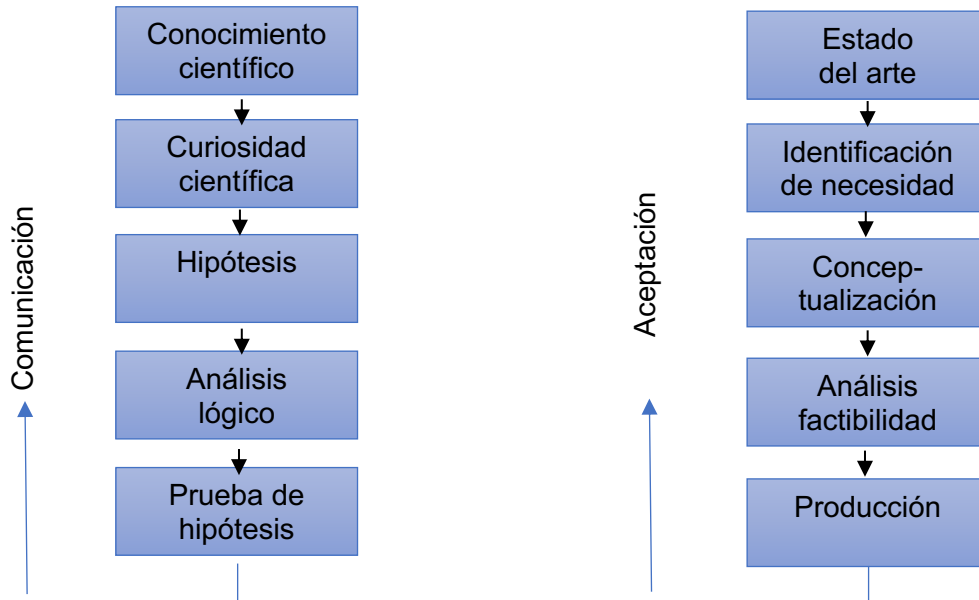 Conocimiento
científico
Curiosidad
científica
Hipótesis
Análisis
lógico
Prueba de
hipótesis
Comunicación
Estado
del arte
Identificación
de necesidad
Concep-
tualización
Análisis
factibilidad
Producción
Aceptación